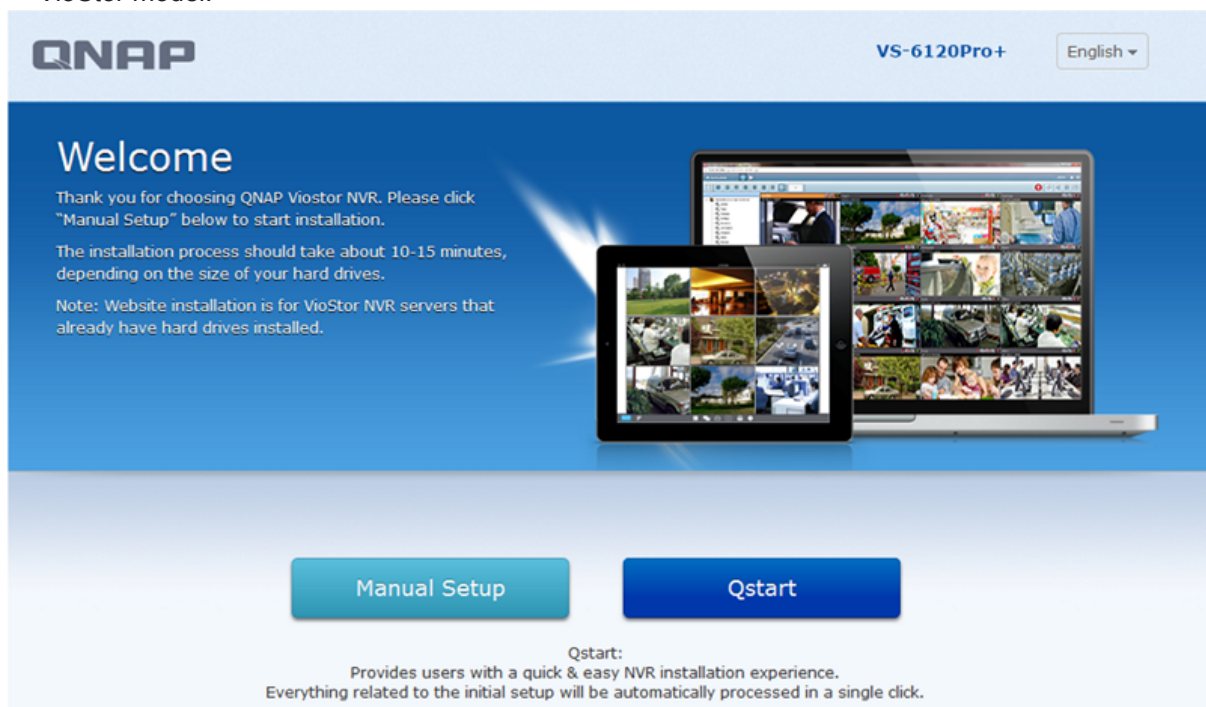 VioStor model.
QNAP
VS-6120Pro+
English
Welcome
Thank you for choosing QNAP Viostor NVR. Please click
“Manual Setup” below to start installation.
The installation process should take about 10-15 minutes,
depending on the size of your hard drives.
Note: Website installation is for VioStor NVR servers that
already have hard drives installed.
Manual Setup
Qstart
Qstart:
Provides users with a quick & easy NVR installation experience.
Everything related to the initial setup will be automatically processed in a single click.